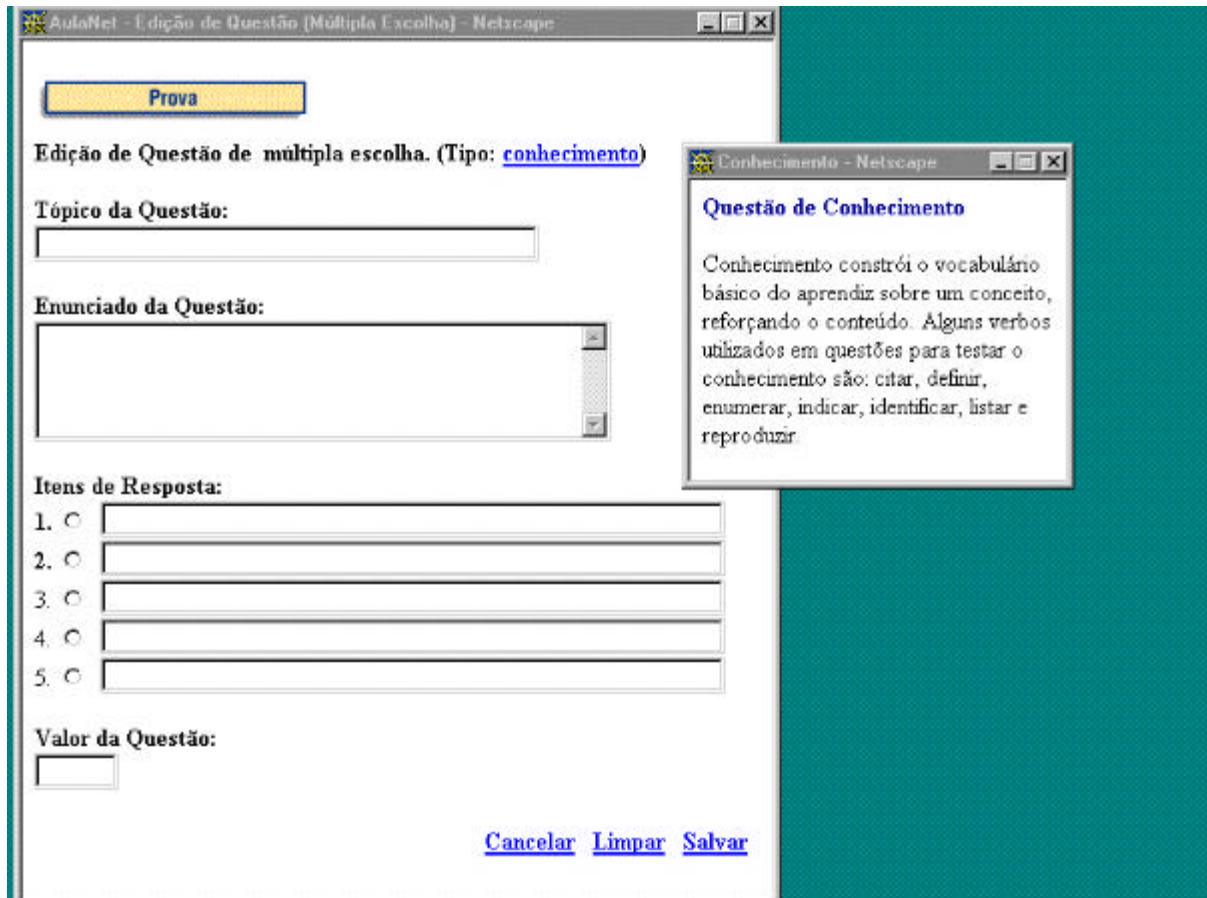 AulaNet - Edição de Questão (Múltipla Escolha) - Netscape
Prova
Edição de Questão de múltipla escolha. (Tipo: conhecimento)
Tópico da Questão:
Enunciado da Questão:
Itens de Resposta:
1.
2.
3.
4.
5.
Valor da Questão:
Cancelar Limpar Salvar
Conhecimento - Netscape
Questão de Conhecimento
Conhecimento constrói o vocabulário
básico do aprendiz sobre um conceito,
reforçando o conteúdo. Alguns verbos
utilizados em questões para testar o
conhecimento são: citar, definir,
enumerar, indicar, identificar, listar e
reproduzir.